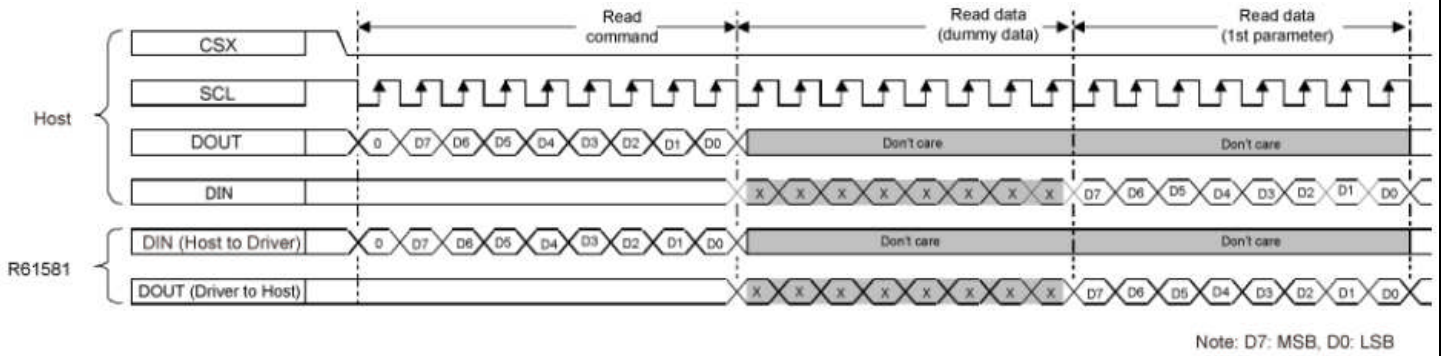 Read command
Read data (dummy data)
Read data (1st parameter)
CSX
SCL
Host
DOUT
0 D7 D6 D5 D4 D3 D2 D1 D0
Don't care
Don't care
DIN
X X X X X X X X
D7 D6 D5 D4 D3 D2 D1 D0
DIN (Host to Driver)
0 D7 D6 D5 D4 D3 D2 D1 D0
Don't care
Don't care
R61581
DOUT (Driver to Host)
X X X X X X X X
D7 D6 D5 D4 D3 D2 D1 D0
Note: D7: MSB, D0: LSB